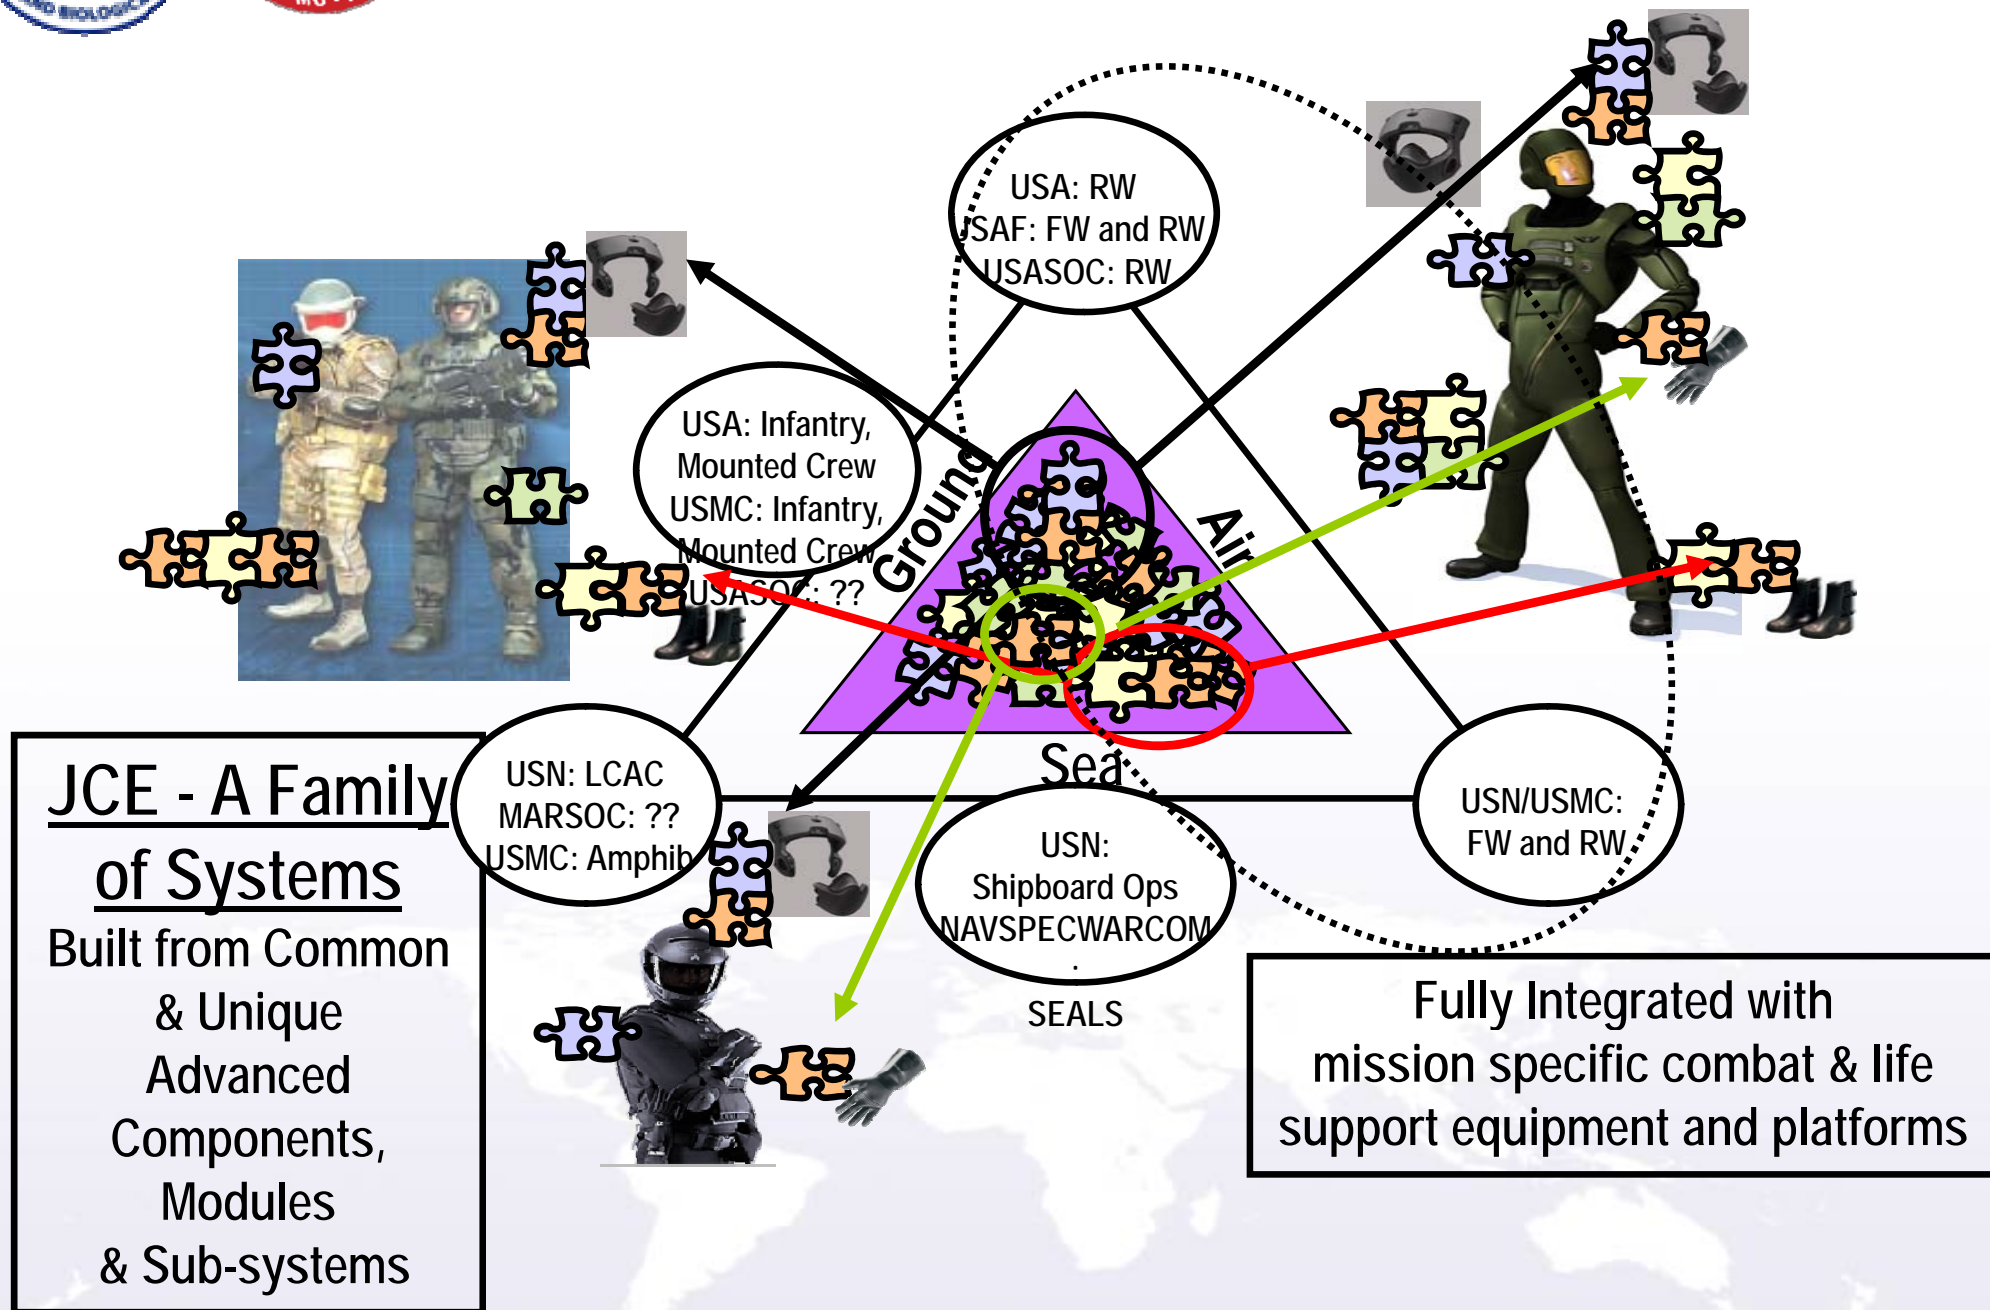 AND BIOLOGICA
USA: RW
USAF: FW and RW
USASOC: RW
USA: Infantry,
Mounted Crew
USMC: Infantry,
Mounted Crew
USASOC: ??
Ground
Air
Sea
JCE - A Family
of Systems
Built from Common
& Unique
Advanced
Components,
Modules
& Sub-systems
USN: LCAC
MARSOC: ??
USMC: Amphib
USN:
Shipboard Ops
NAVSPECWARCOM
:
SEALS
USN/USMC:
FW and RW
Fully Integrated with
mission specific combat & life
support equipment and platforms